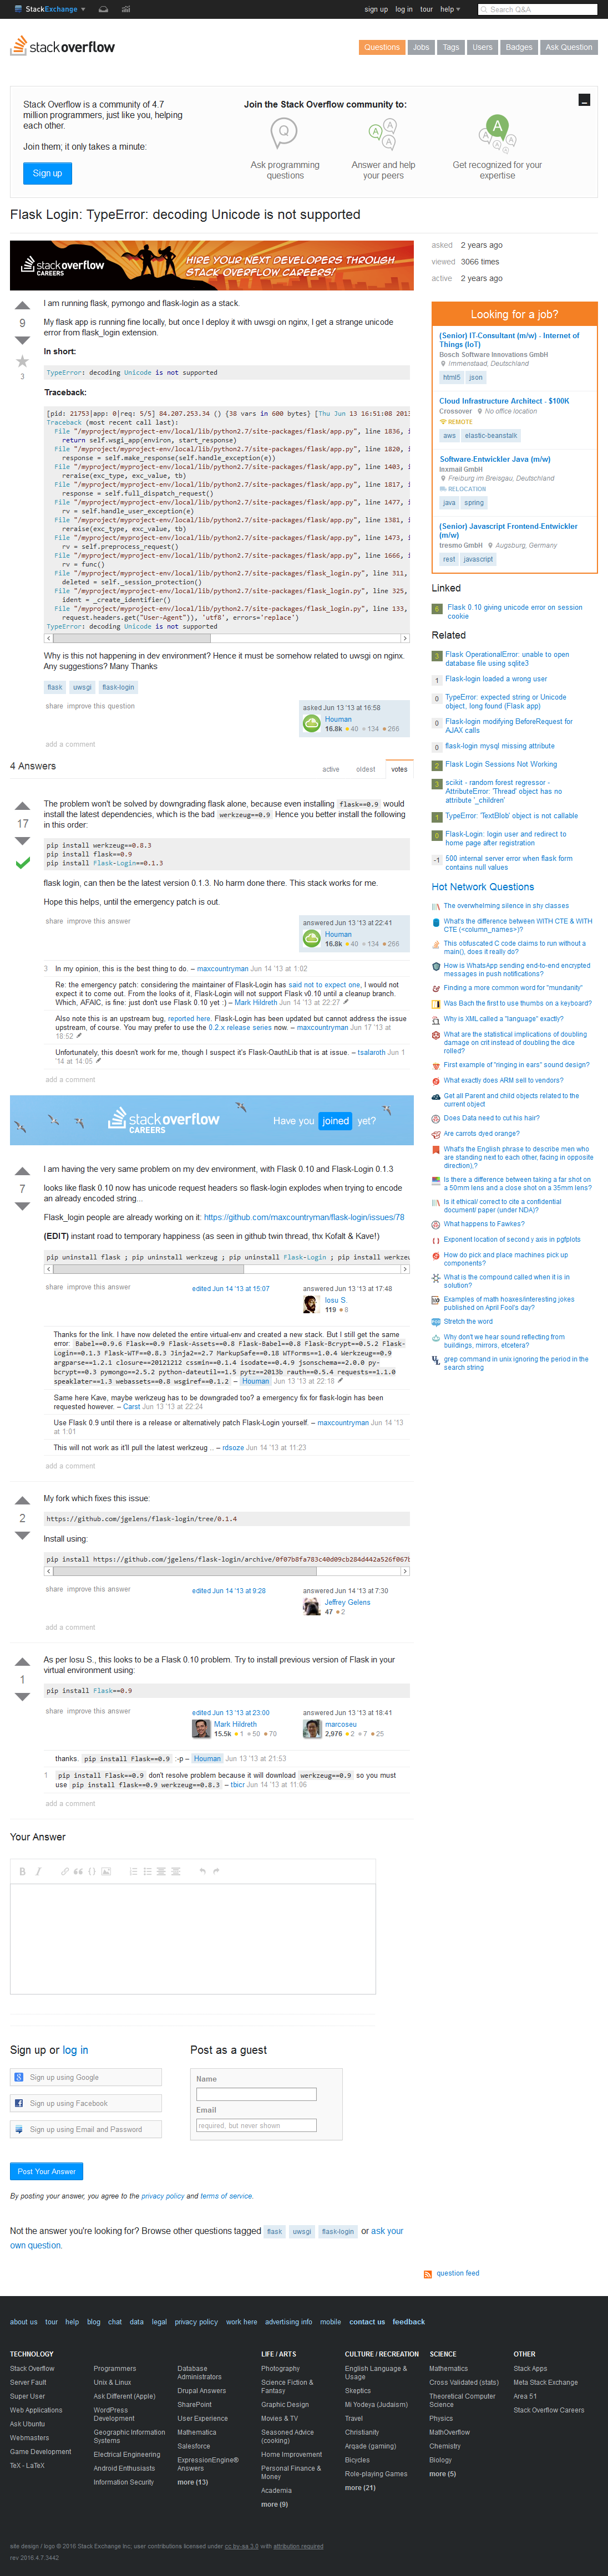 StackExchange
sign up log in tour help
Search Q&A
stackoverflow
Questions Jobs Tags Users Badges Ask Question
Stack Overflow is a community of 4.7
million programmers, just like you, helping
each other.
Join them; it only takes a minute:
Sign up
Join the Stack Overflow community to:
Ask programming
questions
Answer and help
your peers
Get recognized for your
expertise
Flask Login: TypeError: decoding Unicode is not supported
stackoverflow
CAREERS
HIRE YOUR NEXT DEVELOPERS THROUGH
STACK OVERFLOW CAREERS!
9
3
I am running flask, pymongo and flask-login as a stack.
My flask app is running fine locally, but once I deploy it with uwsgi on nginx, I get a strange unicode
error from flask_login extension.
In short:
TypeError: decoding Unicode is not supported
Traceback:
[pid: 21753|app: 0|req: 5/5] 84.207.253.34 () {38 vars in 600 bytes} [Thu Jun 13 16:51:08 201
Traceback (most recent call last):
File "/myproject/myproject-env/local/lib/python2.7/site-packages/flask/app.py", line 1836, i
return self.wsgi_app(environ, start_response)
File "/myproject/myproject-env/local/lib/python2.7/site-packages/flask/app.py", line 1820, i
response = self.make_response(self.handle_exception(e))
File "/myproject/myproject-env/local/lib/python2.7/site-packages/flask/app.py", line 1403, i
reraise(exc_type, exc_value, tb)
File "/myproject/myproject-env/local/lib/python2.7/site-packages/flask/app.py", line 1817, i
response = self.full_dispatch_request()
File "/myproject/myproject-env/local/lib/python2.7/site-packages/flask/app.py", line 1477, i
rv = self.handle_user_exception(e)
File "/myproject/myproject-env/local/lib/python2.7/site-packages/flask/app.py", line 1381, i
reraise(exc_type, exc_value, tb)
File "/myproject/myproject-env/local/lib/python2.7/site-packages/flask/app.py", line 1473, i
rv = self.preprocess_request()
File "/myproject/myproject-env/local/lib/python2.7/site-packages/flask/app.py", line 1666, i
rv = func()
File "/myproject/myproject-env/local/lib/python2.7/site-packages/flask_login.py", line 311,
deleted = self._session_protection()
File "/myproject/myproject-env/local/lib/python2.7/site-packages/flask_login.py", line 325,
ident = _create_identifier()
File "/myproject/myproject-env/local/lib/python2.7/site-packages/flask_login.py", line 133,
request.headers.get("User-Agent")), 'utf8', errors='replace')
TypeError: decoding Unicode is not supported
Why is this not happening in dev environment? Hence it must be somehow related to uwsgi on nginx.
Any suggestions? Many Thanks
flask uwsgi flask-login
share improve this question
asked Jun 13 '13 at 16:58
Houman
16.8k 40 134 266
add a comment
4 Answers
active oldest votes
17
The problem won't be solved by downgrading flask alone, because even installing flask==0.9 would
install the latest dependencies, which is the bad werkzeug==0.9 Hence you better install the following
in this order:
pip install werkzeug==0.8.3
pip install flask==0.9
pip install Flask-Login==0.1.3
flask login, can then be the latest version 0.1.3. No harm done there. This stack works for me.
Hope this helps, until the emergency patch is out.
share improve this answer
answered Jun 13 '13 at 22:41
Houman
16.8k 40 134 266
3 In my opinion, this is the best thing to do. – maxcountryman Jun 14 '13 at 1:02
Re: the emergency patch: considering the maintainer of Flask-Login has said not to expect one, I would not
expect it to come out. From the looks of it, Flask-Login will not support Flask v0.10 until a cleanup branch.
Which, AFAIC, is fine: just don't use Flask 0.10 yet :) – Mark Hildreth Jun 14 '13 at 22:27
Also note this is an upstream bug, reported here. Flask-Login has been updated but cannot address the issue
upstream, of course. You may prefer to use the 0.2.x release series now. – maxcountryman Jun 17 '13 at
18:52
Unfortunately, this doesn't work for me, though I suspect it's Flask-OauthLib that is at issue. – tsalaroth Jun 1
'14 at 14:05
add a comment
stackoverflow
CAREERS
Have you joined yet?
7
I am having the very same problem on my dev environment, with Flask 0.10 and Flask-Login 0.1.3
looks like flask 0.10 now has unicode request headers so flask-login explodes when trying to encode
an already encoded string...
Flask_login people are already working on it: https://github.com/maxcountryman/flask-login/issues/78
(EDIT) instant road to temporary happiness (as seen in github twin thread, thx Kofalt & Kave!)
pip uninstall flask ; pip uninstall werkzeug ; pip uninstall Flask-Login ; pip install werkze
share improve this answer
edited Jun 14 '13 at 15:07
answered Jun 13 '13 at 17:48
Iosu S.
119 8
Thanks for the link. I have now deleted the entire virtual-env and created a new stack. But I still get the same
error: Babel==0.9.6 Flask==0.9 Flask-Assets==0.8 Flask-Babel==0.8 Flask-Bcrypt==0.5.2 Flask-
Login==0.1.3 Flask-WTF==0.8.3 Jinja2==2.7 MarkupSafe==0.18 WTForms==1.0.4 Werkzeug==0.9
argparse==1.2.1 closure==20121212 cssmin==0.1.4 isodate==0.4.9 jsonschema==2.0.0 py-
bcrypt==0.3 pymongo==2.5.2 python-dateutil==1.5 pytz==2013b rauth==0.5.4 requests==1.1.0
speaklater==1.3 webassets==0.8 wsgiref==0.1.2 – Houman Jun 13 '13 at 22:18
Same here Kave, maybe werkzeug has to be downgraded too? a emergency fix for flask-login has been
requested however. – Carst Jun 13 '13 at 22:24
Use Flask 0.9 until there is a release or alternatively patch Flask-Login yourself. – maxcountryman Jun 14 '13
at 1:01
This will not work as it'll pull the latest werkzeug .. – rdsoze Jun 14 '13 at 11:23
add a comment
2
My fork which fixes this issue:
https://github.com/jgelens/flask-login/tree/0.1.4
Install using:
pip install https://github.com/jgelens/flask-login/archive/0f07b8fa783c40d09cb284d442a526f067b
share improve this answer
edited Jun 14 '13 at 9:28
answered Jun 14 '13 at 7:30
Jeffrey Gelens
47 2
add a comment
1
As per Iosu S., this looks to be a Flask 0.10 problem. Try to install previous version of Flask in your
virtual environment using:
pip install Flask==0.9
share improve this answer
edited Jun 13 '13 at 23:00
Mark Hildreth
15.5k 1 50 70
answered Jun 13 '13 at 18:41
marcoseu
2,976 2 7 25
thanks. pip install Flask==0.9 :-p – Houman Jun 13 '13 at 21:53
1 pip install Flask==0.9 don't resolve problem because it will download werkzeug==0.9 so you must
use pip install flask==0.9 werkzeug==0.8.3 – tbicr Jun 14 '13 at 11:06
add a comment
Your Answer
Sign up or log in
Sign up using Google
Sign up using Facebook
Sign up using Email and Password
Post as a guest
Name
Email
required, but never shown
Post Your Answer
By posting your answer, you agree to the privacy policy and terms of service.
Not the answer you're looking for? Browse other questions tagged flask uwsgi flask-login or ask your
own question.
asked 2 years ago
viewed 3066 times
active 2 years ago
Looking for a job?
(Senior) IT-Consultant (m/w) - Internet of
Things (IoT)
Bosch Software Innovations GmbH
Immenstaad, Deutschland
html5 json
Cloud Infrastructure Architect - $100K
Crossover No office location
REMOTE
aws elastic-beanstalk
Software-Entwickler Java (m/w)
Inxmail GmbH
Freiburg im Breisgau, Deutschland
RELOCATION
java spring
(Senior) Javascript Frontend-Entwickler
(m/w)
tresmo GmbH Augsburg, Germany
rest javascript
Linked
6 Flask 0.10 giving unicode error on session
cookie
Related
3 Flask OperationalError: unable to open
database file using sqlite3
1 Flask-login loaded a wrong user
0 TypeError: expected string or Unicode
object, long found (Flask app)
0 Flask-login modifying BeforeRequest for
AJAX calls
0 flask-login mysql missing attribute
2 Flask Login Sessions Not Working
3 scikit - random forest regressor -
AttributeError: 'Thread' object has no
attribute '_children'
1 TypeError: 'TextBlob' object is not callable
0 Flask-Login: login user and redirect to
home page after registration
-1 500 internal server error when flask form
contains null values
Hot Network Questions
The overwhelming silence in shy classes
What's the difference between WITH CTE & WITH
CTE (<column_names>)?
This obfuscated C code claims to run without a
main(), does it really do?
How is WhatsApp sending end-to-end encrypted
messages in push notifications?
Finding a more common word for "mundanity"
Was Bach the first to use thumbs on a keyboard?
Why is XML called a "language" exactly?
What are the statistical implications of doubling
damage on crit instead of doubling the dice
rolled?
First example of "ringing in ears" sound design?
What exactly does ARM sell to vendors?
Get all Parent and child objects related to the
current object
Does Data need to cut his hair?
Are carrots dyed orange?
What's the English phrase to describe men who
are standing next to each other, facing in opposite
direction),?
Is there a difference between taking a far shot on
a 50mm lens and a close shot on a 35mm lens?
Is it ethical/ correct to cite a confidential
document/ paper (under NDA)?
What happens to Fawkes?
Exponent location of second y axis in pgfplots
How do pick and place machines pick up
components?
What is the compound called when it is in
solution?
Examples of math hoaxes/interesting jokes
published on April Fool's day?
Stretch the word
Why don't we hear sound reflecting from
buildings, mirrors, etcetera?
grep command in unix ignoring the period in the
search string
question feed
about us tour help blog chat data legal privacy policy work here advertising info mobile contact us feedback
TECHNOLOGY
Stack Overflow
Server Fault
Super User
Web Applications
Ask Ubuntu
Webmasters
Game Development
TeX - LaTeX
Programmers
Unix & Linux
Ask Different (Apple)
WordPress
Development
Geographic Information
Systems
Electrical Engineering
Android Enthusiasts
Information Security
Database
Administrators
Drupal Answers
SharePoint
User Experience
Mathematica
Salesforce
ExpressionEngine®
Answers
more (13)
LIFE / ARTS
Photography
Science Fiction &
Fantasy
Graphic Design
Movies & TV
Seasoned Advice
(cooking)
Home Improvement
Personal Finance &
Money
Academia
more (9)
CULTURE / RECREATION
English Language &
Usage
Skeptics
Mi Yodeya (Judaism)
Travel
Christianity
Arqade (gaming)
Bicycles
Role-playing Games
more (21)
SCIENCE
Mathematics
Cross Validated (stats)
Theoretical Computer
Science
Physics
MathOverflow
Chemistry
Biology
more (5)
OTHER
Stack Apps
Meta Stack Exchange
Area 51
Stack Overflow Careers
site design / logo © 2016 Stack Exchange Inc; user contributions licensed under cc by-sa 3.0 with attribution required
rev 2016.4.7.3442